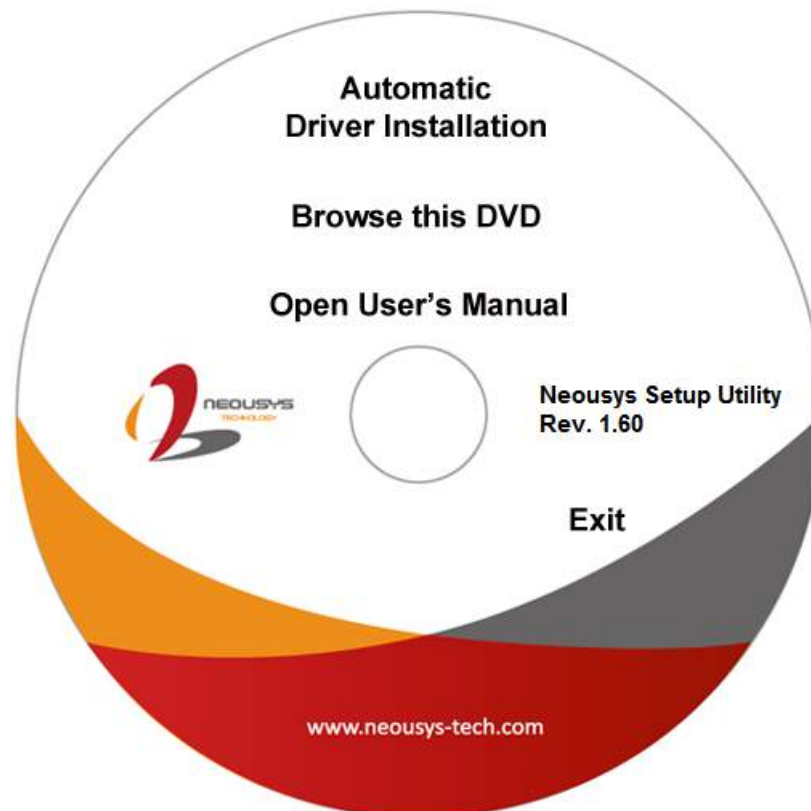 Automatic
Driver Installation
Browse this DVD
Open User's Manual
NEOUSYS
TECHNOLOGY
Neousys Setup Utility
Rev. 1.60
Exit
www.neousys-tech.com